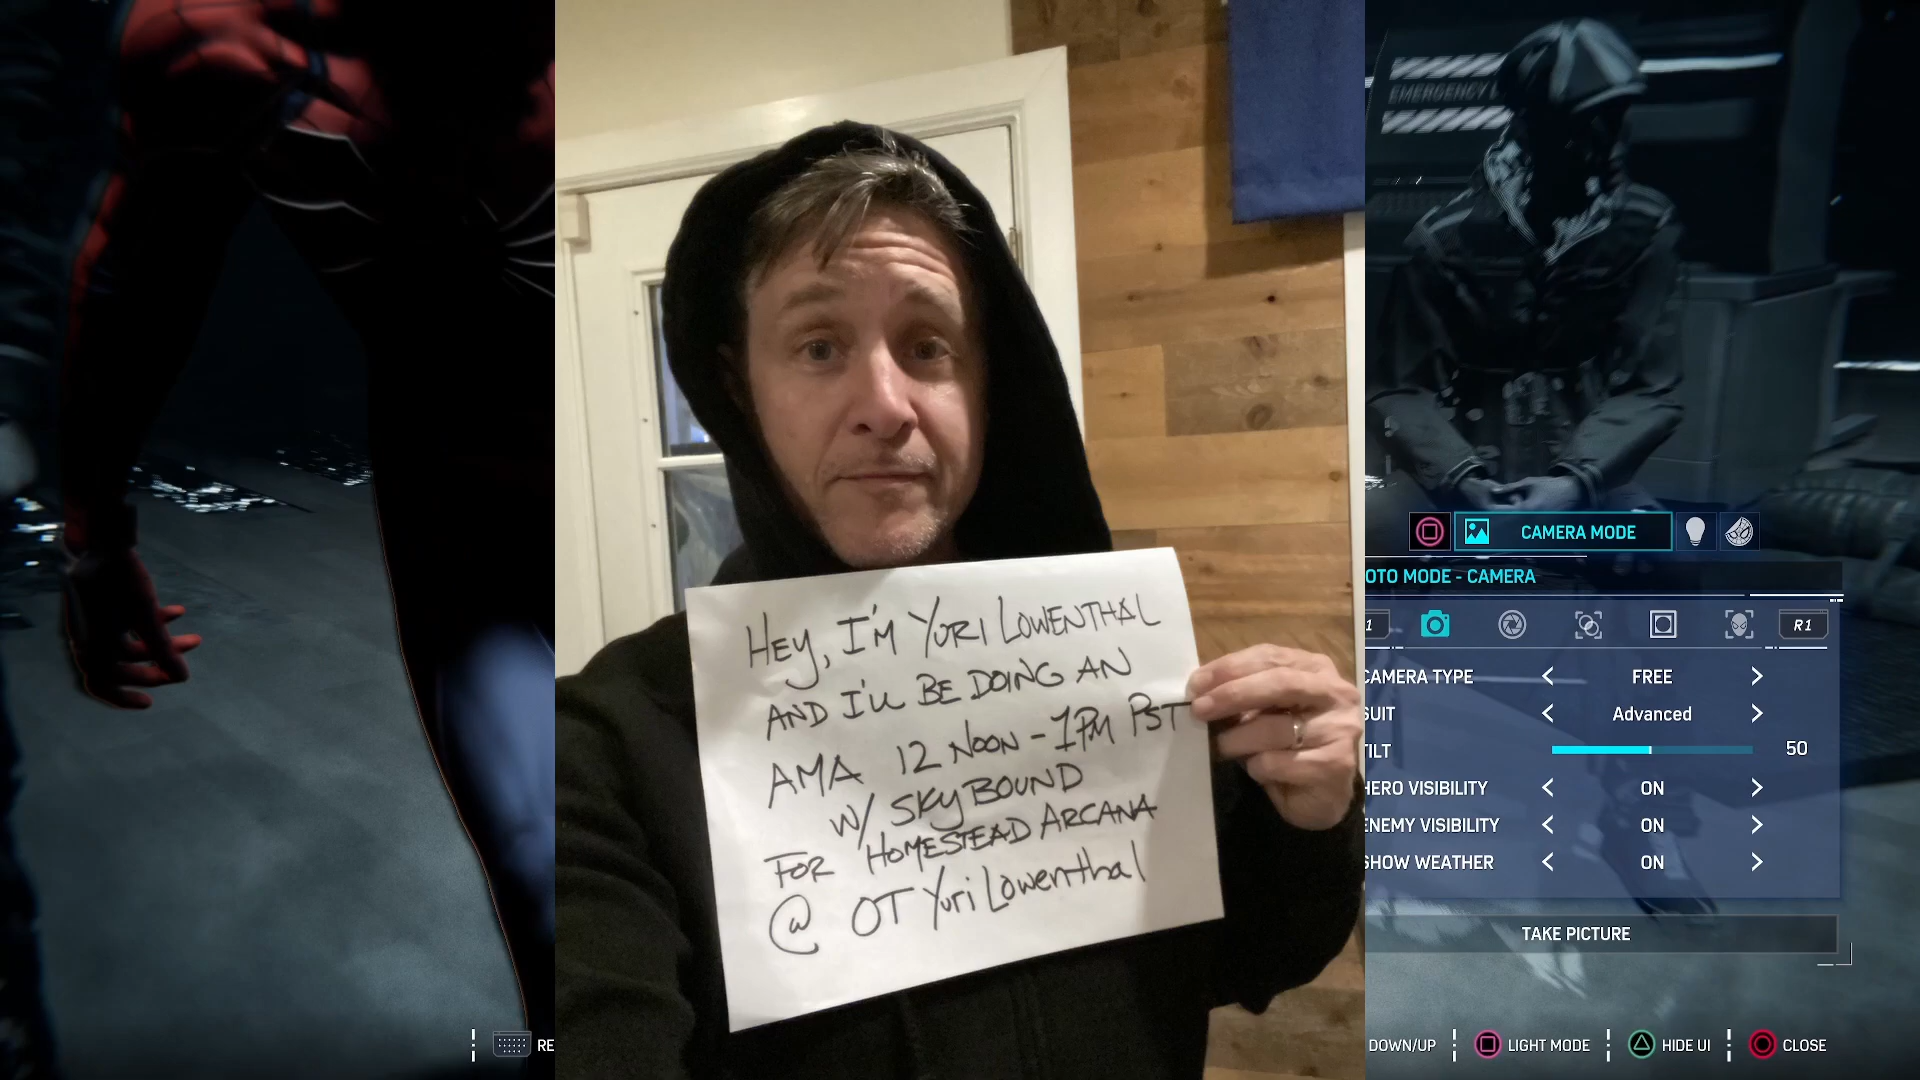 HEY, I'M YURI LOWENTHAL
AND I'LL BE DOING AN
AMA 12 NOON - 1PM PST
W/ SKYBOUND
FOR HOMESTEAD ARCANA
@ OT Yuri Lowenthal
EMERGENCY
CAMERA MODE
OTO MODE - CAMERA
1
R1
CAMERA TYPE < FREE >
SUIT < Advanced >
TILT 50
HERO VISIBILITY < ON >
ENEMY VISIBILITY < ON >
SHOW WEATHER < ON >
TAKE PICTURE
RE
DOWN/UP
LIGHT MODE
HIDE UI
CLOSE